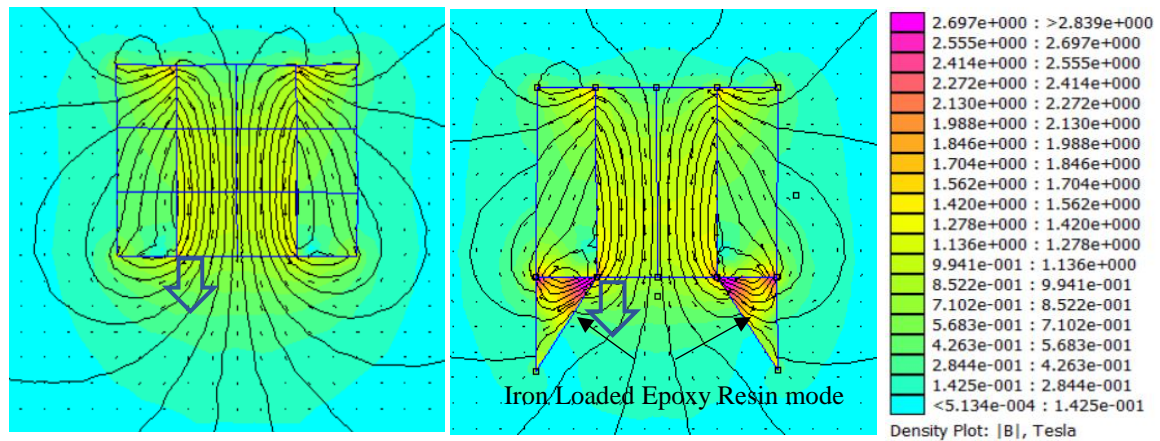 Iron Loaded Epoxy Resin mode
2.697e+000 : >2.839e+000
2.555e+000 : 2.697e+000
2.414e+000 : 2.555e+000
2.272e+000 : 2.414e+000
2.130e+000 : 2.272e+000
1.988e+000 : 2.130e+000
1.846e+000 : 1.988e+000
1.704e+000 : 1.846e+000
1.562e+000 : 1.704e+000
1.420e+000 : 1.562e+000
1.278e+000 : 1.420e+000
1.136e+000 : 1.278e+000
9.941e-001 : 1.136e+000
8.522e-001 : 9.941e-001
7.102e-001 : 8.522e-001
5.683e-001 : 7.102e-001
4.263e-001 : 5.683e-001
2.844e-001 : 4.263e-001
1.425e-001 : 2.844e-001
<5.134e-004 : 1.425e-001
Density Plot: |B|, Tesla